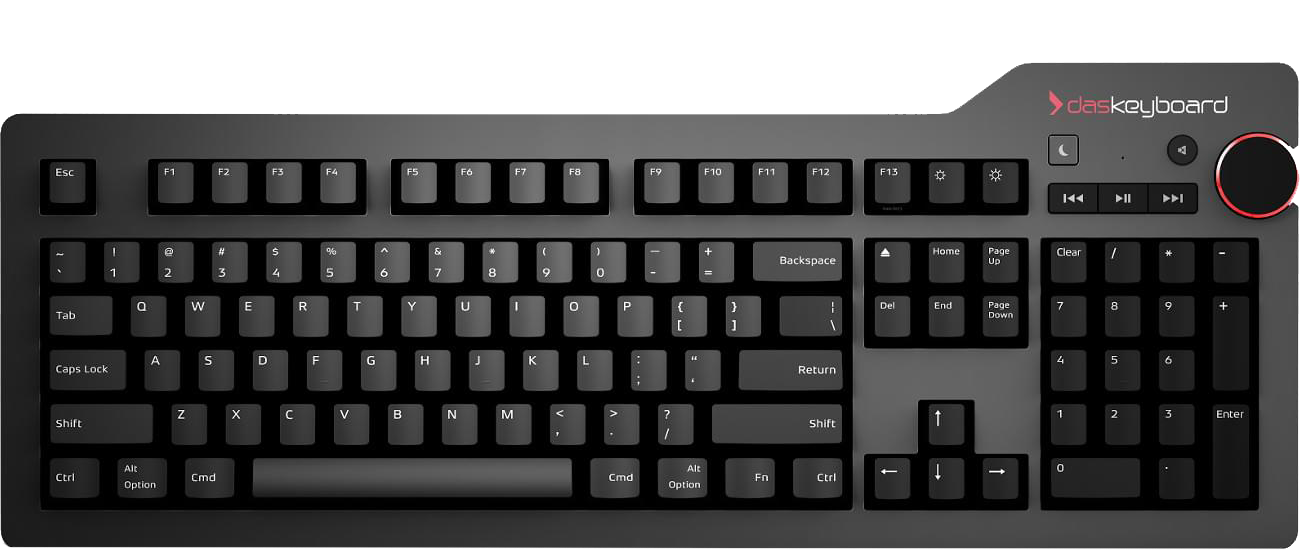 daskeyboard
Esc F1 F2 F3 F4 F5 F6 F7 F8 F9 F10 F11 F12 F13
~ ! @ # $ % ^ & * ( ) — + Backspace
` 1 2 3 4 5 6 7 8 9 0 - =
Home Page
Up
Clear / * -
Tab Q W E R T Y U I O P { } ¦
[ ] \
Del End Page
Down
7 8 9 +
Caps Lock A S D F G H J K L : “ Return
; ‘
4 5 6
Shift Z X C V B N M < > ? Shift
, . /
↑
1 2 3 Enter
Ctrl Alt Cmd Cmd Alt Fn Ctrl
Option Option
← ↓ →
0 .